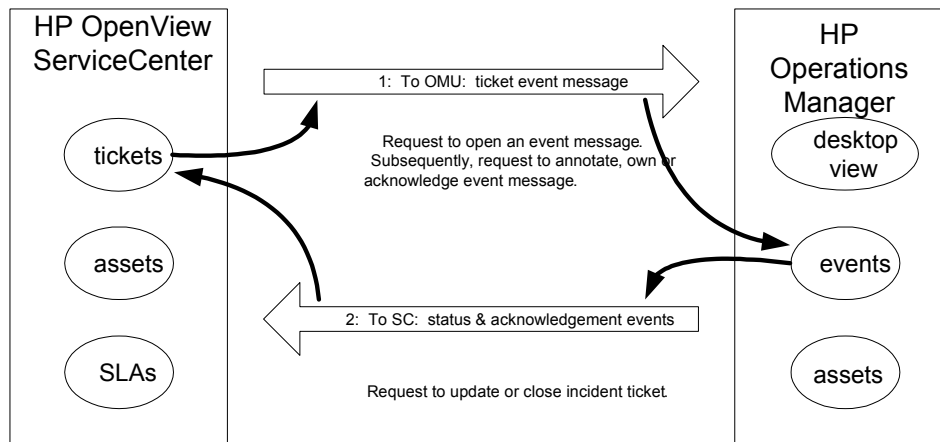 HP OpenView
ServiceCenter
tickets
assets
SLAs
1: To OMU: ticket event message
Request to open an event message.
Subsequently, request to annotate, own or
acknowledge event message.
2: To SC: status & acknowledgement events
Request to update or close incident ticket.
HP
Operations
Manager
desktop
view
events
assets